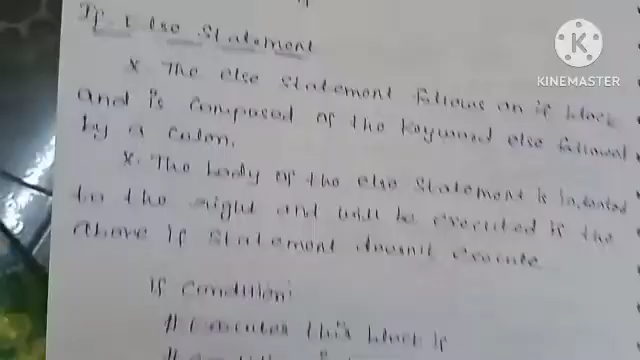 If Else Statement
* The else statement follows an if block
and is composed of the keyword else followed
by a colon.
* The body of the else statement is indented
to the right and will be executed if the
above if statement doesn't execute
if condition:
# Executes this block if
KINEMASTER